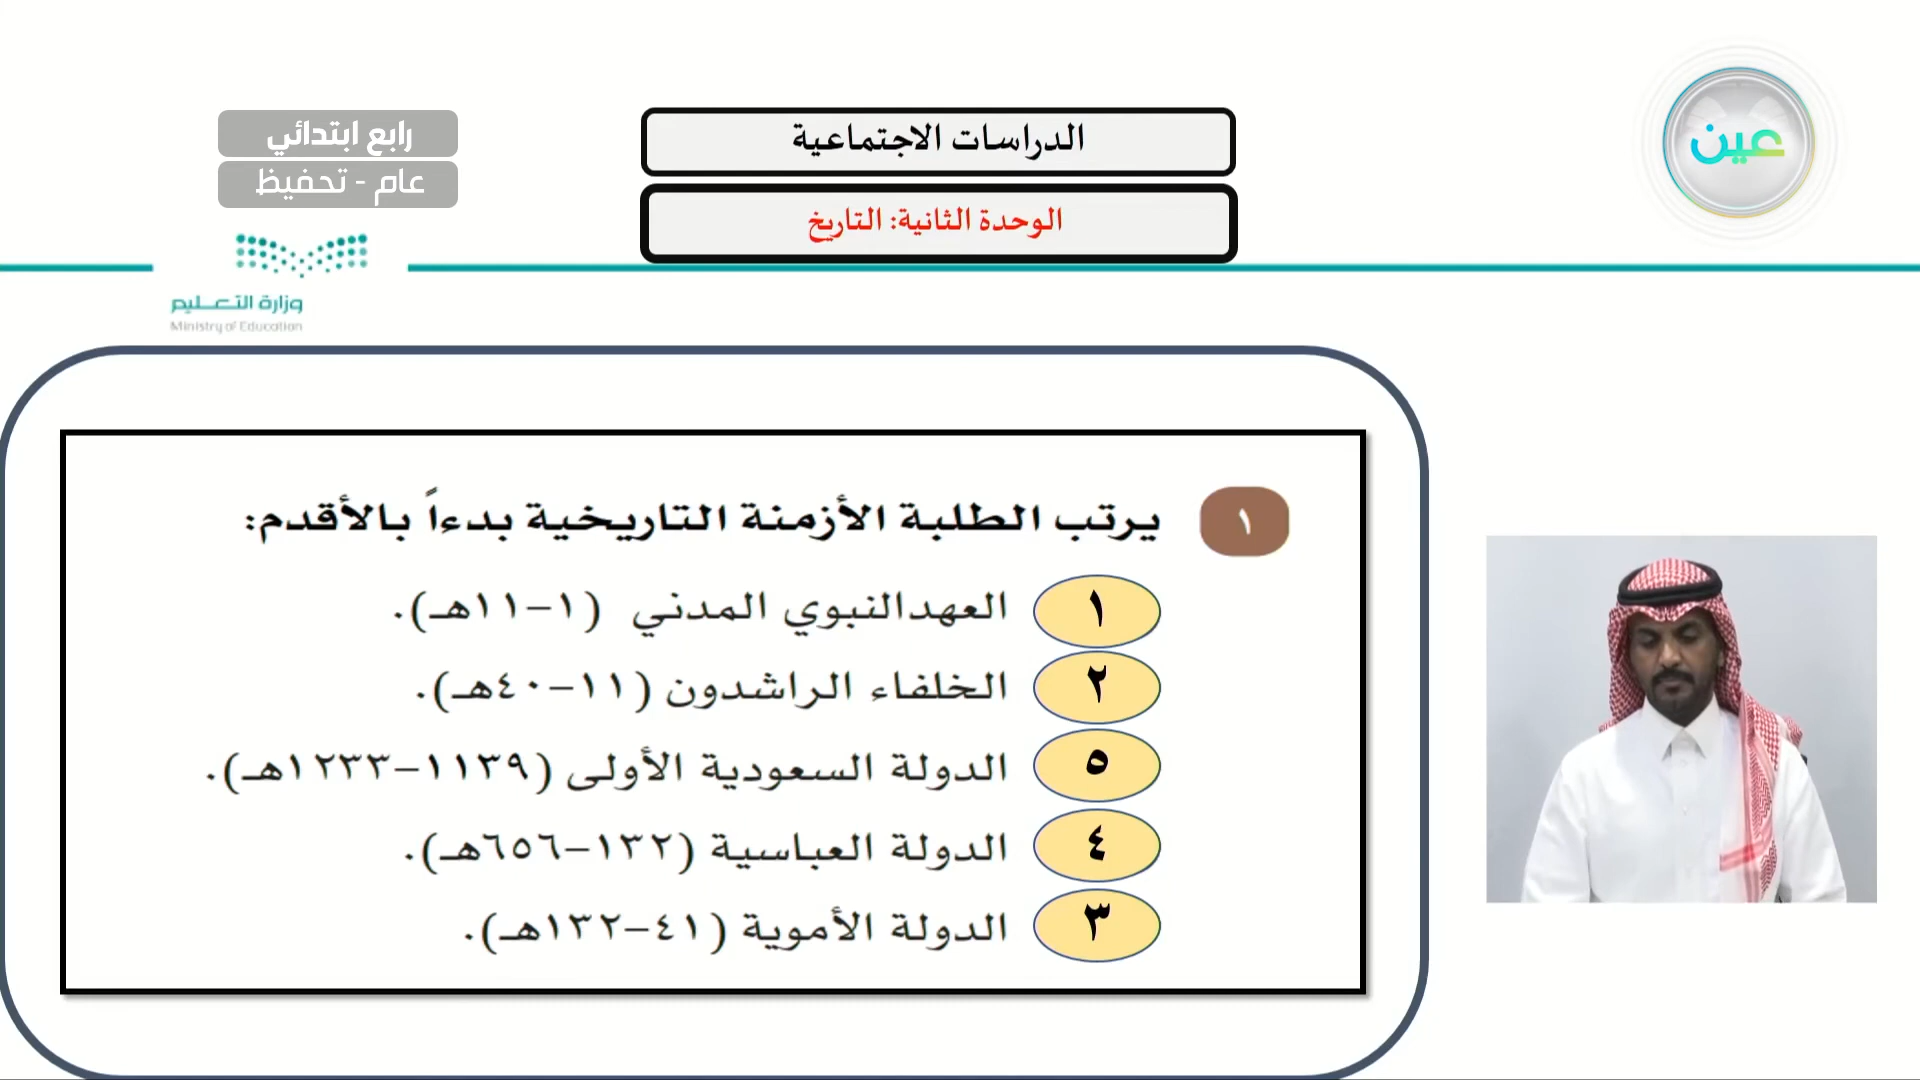 عين
الدراسات الاجتماعية
الوحدة الثانية: التاريخ
رابع ابتدائي
عام - تحفيظ
وزارة التعـــليم
Ministry of Education
١ يرتب الطلبة الأزمنة التاريخية بدءاً بالأقدم:
١ العهدالنبوي المدني (١-١١هـ).
٢ الخلفاء الراشدون (١١-٤٠هـ).
٥ الدولة السعودية الأولى (١١٣٩-١٢٣٣هـ).
٤ الدولة العباسية (١٣٢-٦٥٦هـ).
٣ الدولة الأموية (٤١-١٣٢هـ).